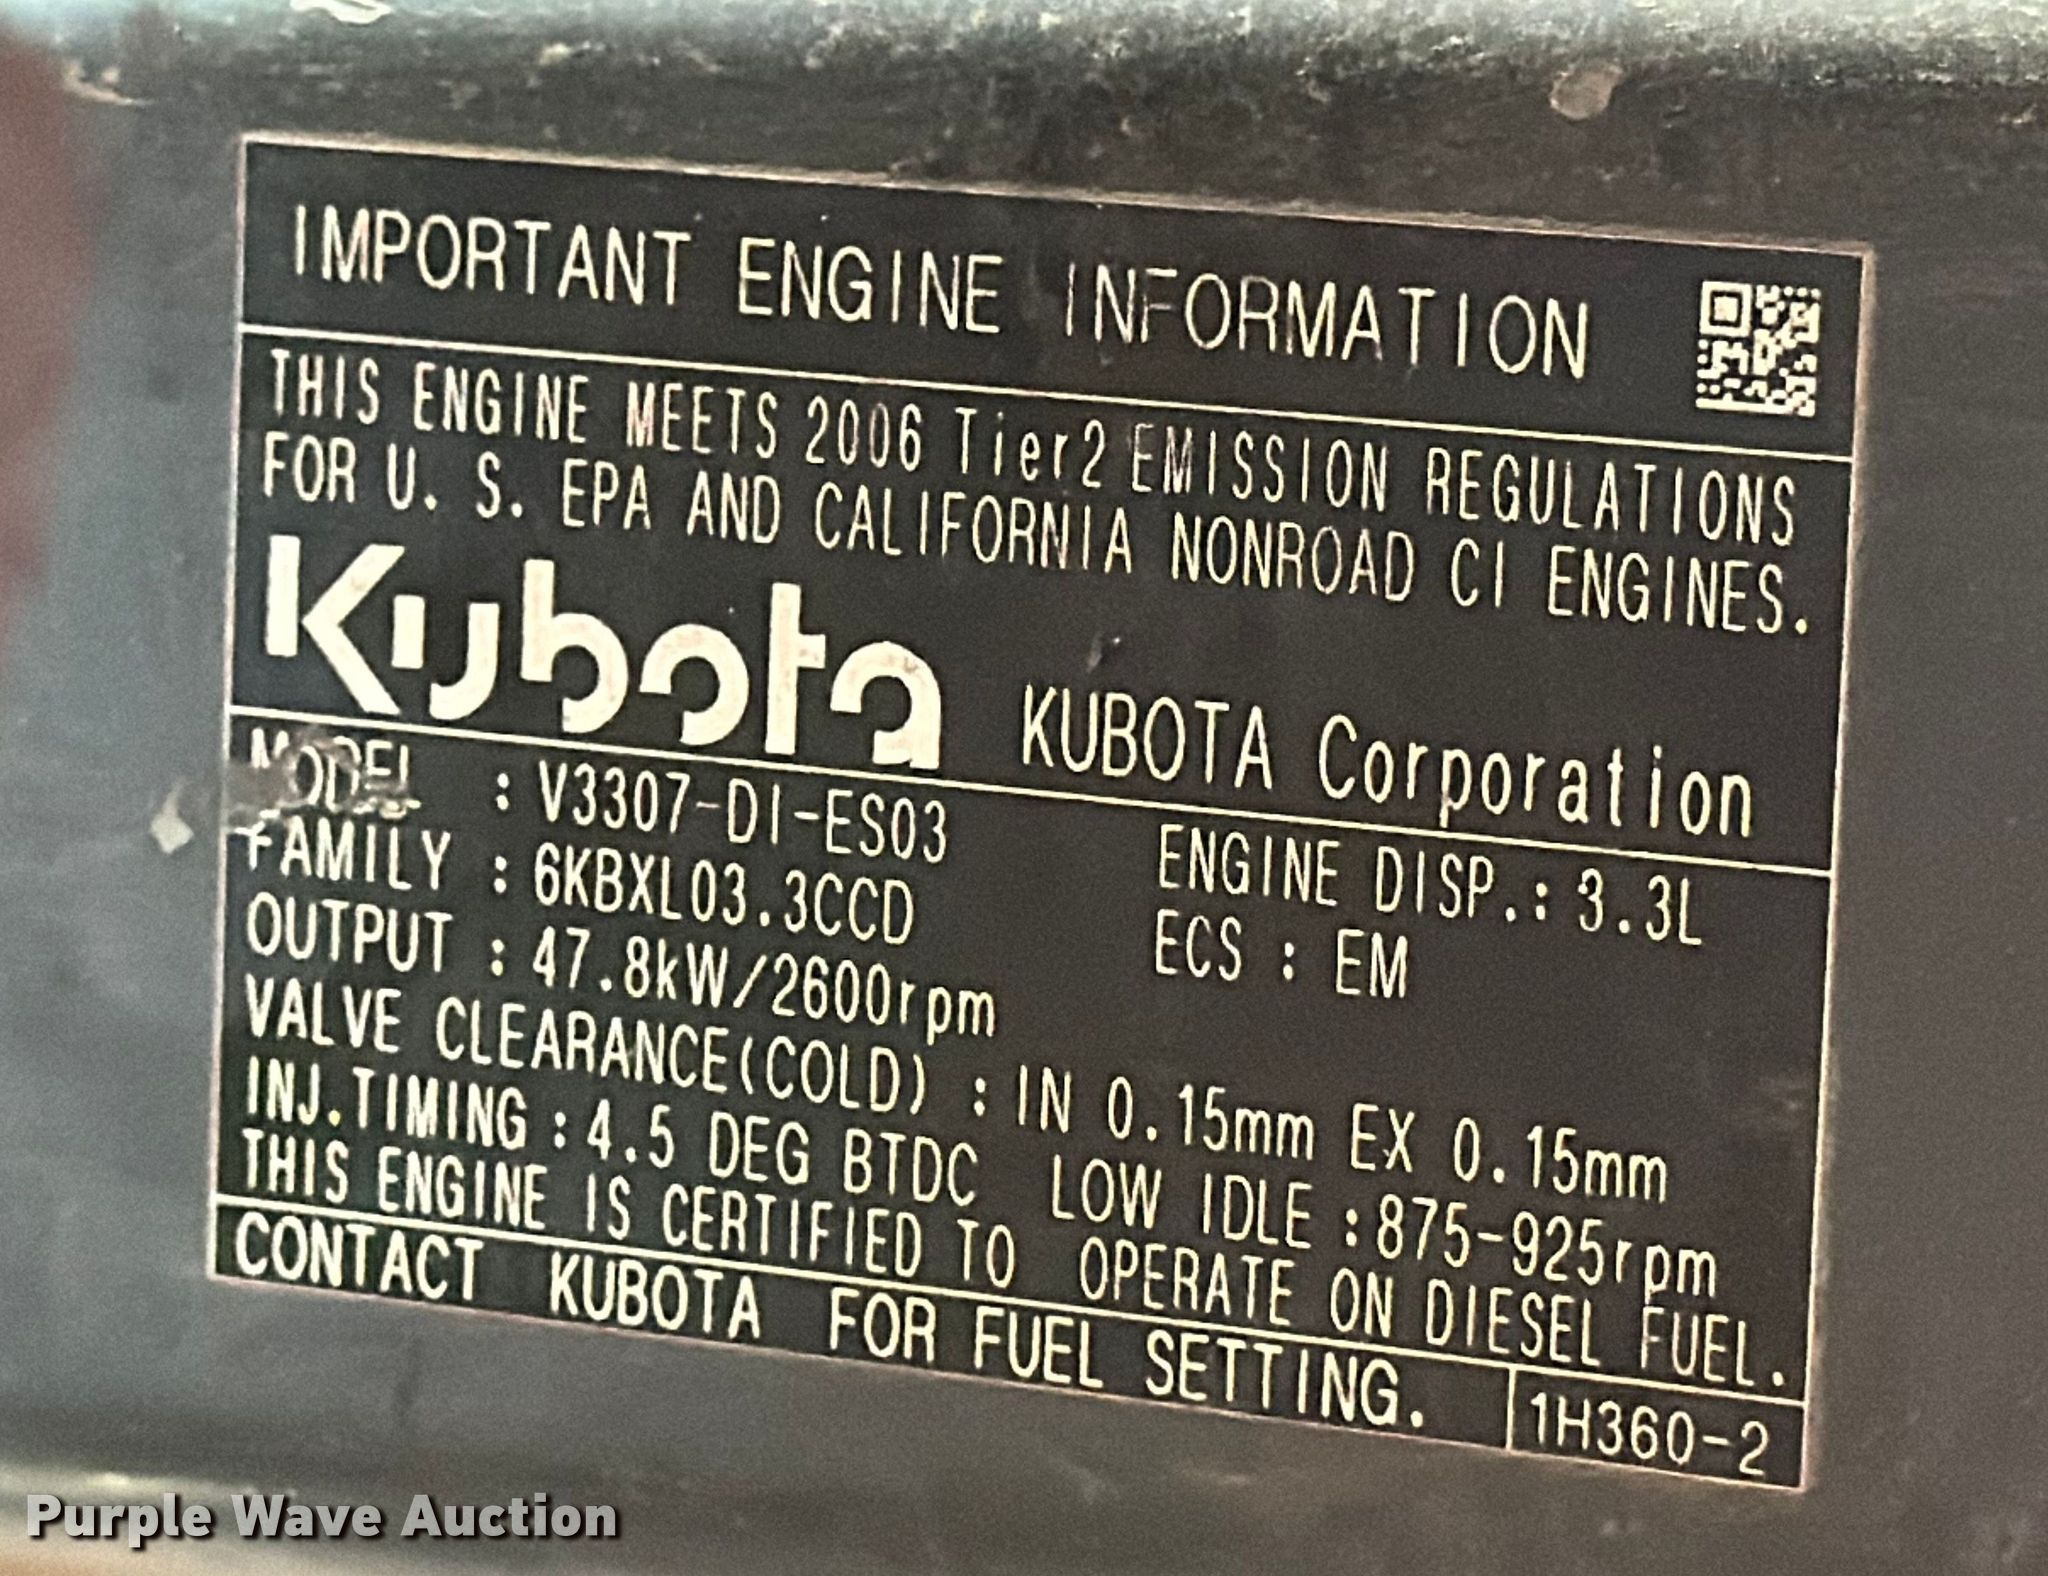 IMPORTANT ENGINE INFORMATION
THIS ENGINE MEETS 2006 Tier2 EMISSION REGULATIONS
FOR U. S. EPA AND CALIFORNIA NONROAD CI ENGINES.
Kubota KUBOTA Corporation
MODEL : V3307-DI-ES03 ENGINE DISP.: 3.3L
FAMILY : 6KBXL03.3CCD ECS : EM
OUTPUT : 47.8kW/2600rpm
VALVE CLEARANCE(COLD) : IN 0.15mm EX 0.15mm
INJ.TIMING : 4.5 DEG BTDC LOW IDLE : 875-925rpm
THIS ENGINE IS CERTIFIED TO OPERATE ON DIESEL FUEL.
CONTACT KUBOTA FOR FUEL SETTING. 1H360-2
Purple Wave Auction